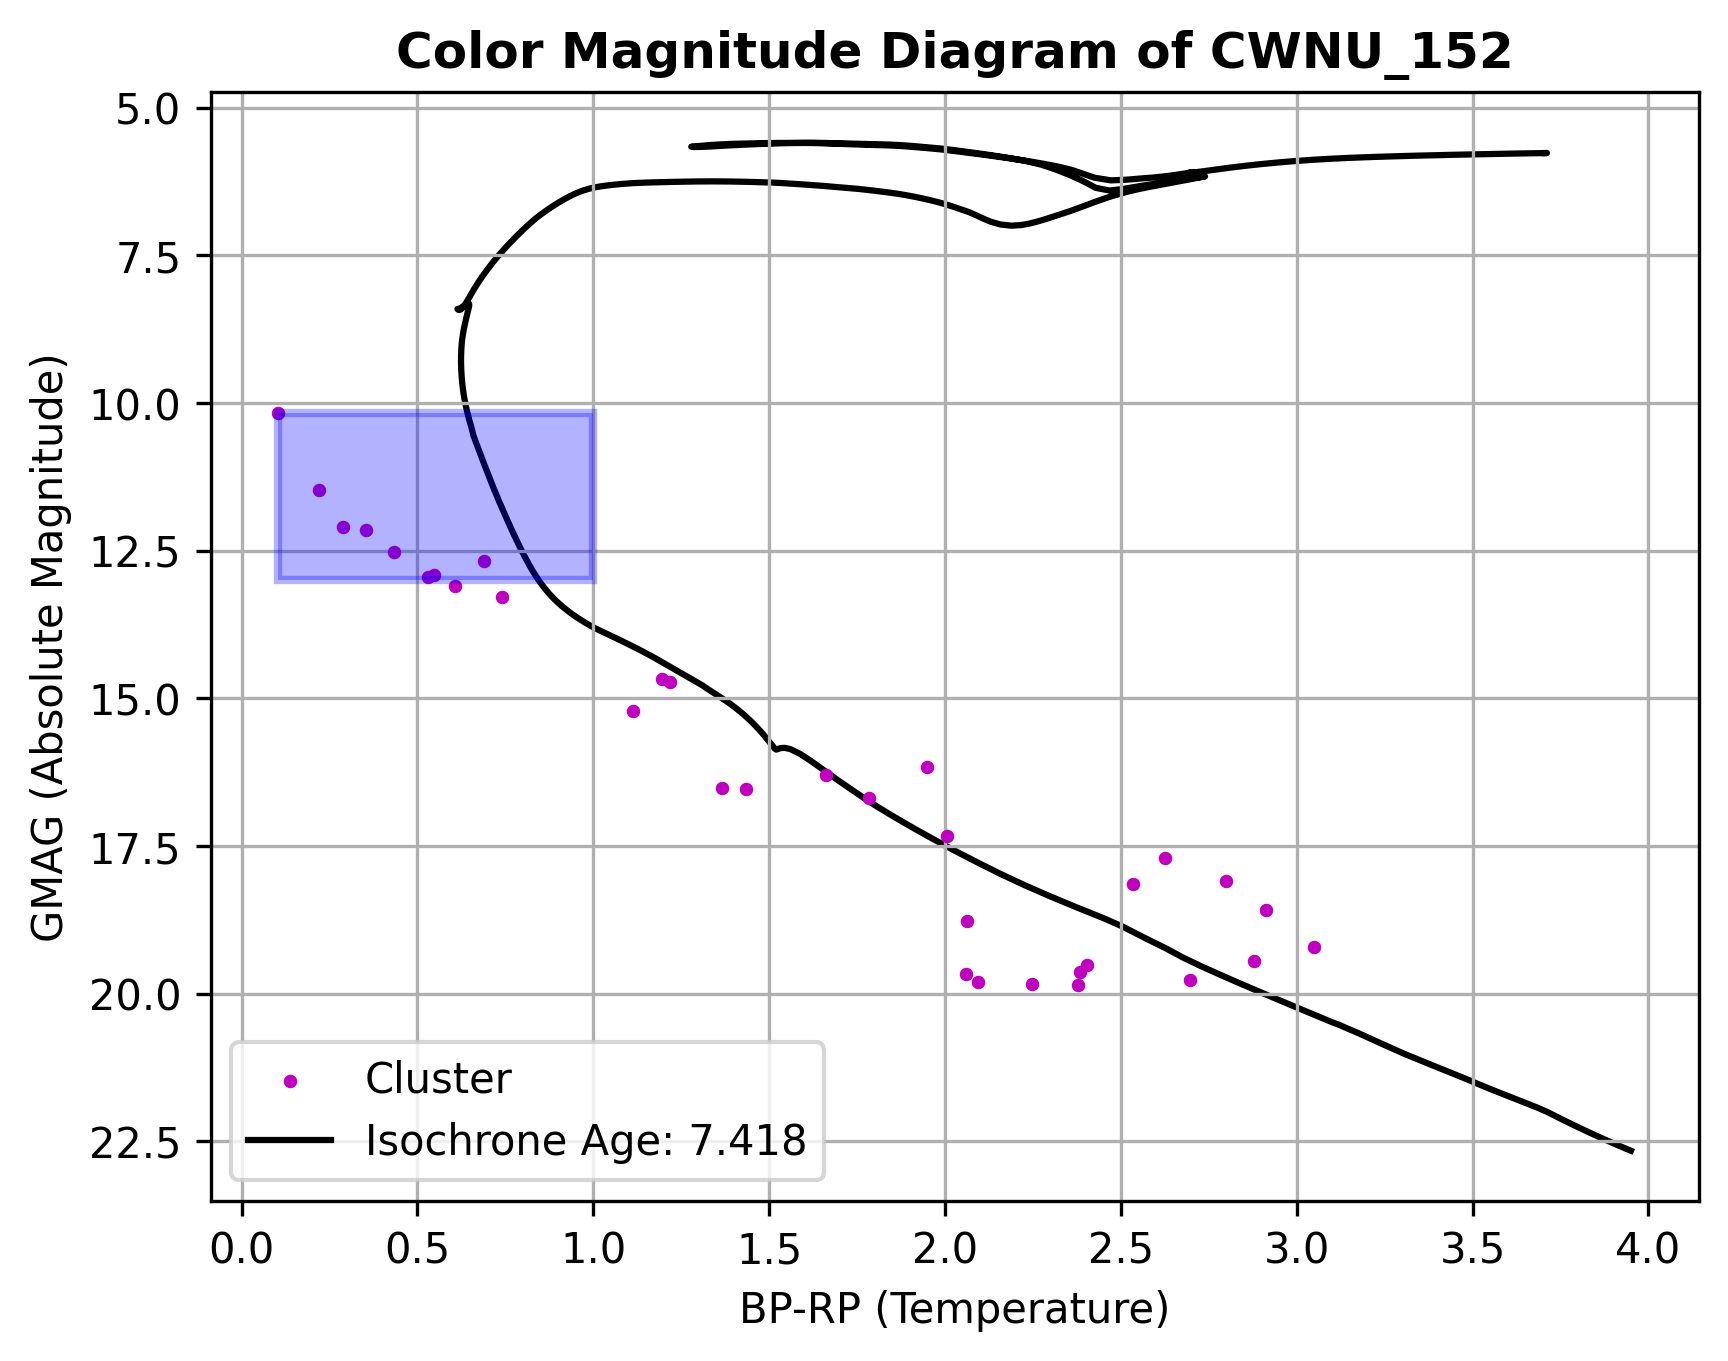 Color Magnitude Diagram of CWNU_152
GMAG (Absolute Magnitude)
5.0
7.5
10.0
12.5
15.0
17.5
20.0
22.5
Cluster
Isochrone Age: 7.418
0.0 0.5 1.0 1.5 2.0 2.5 3.0 3.5 4.0
BP-RP (Temperature)